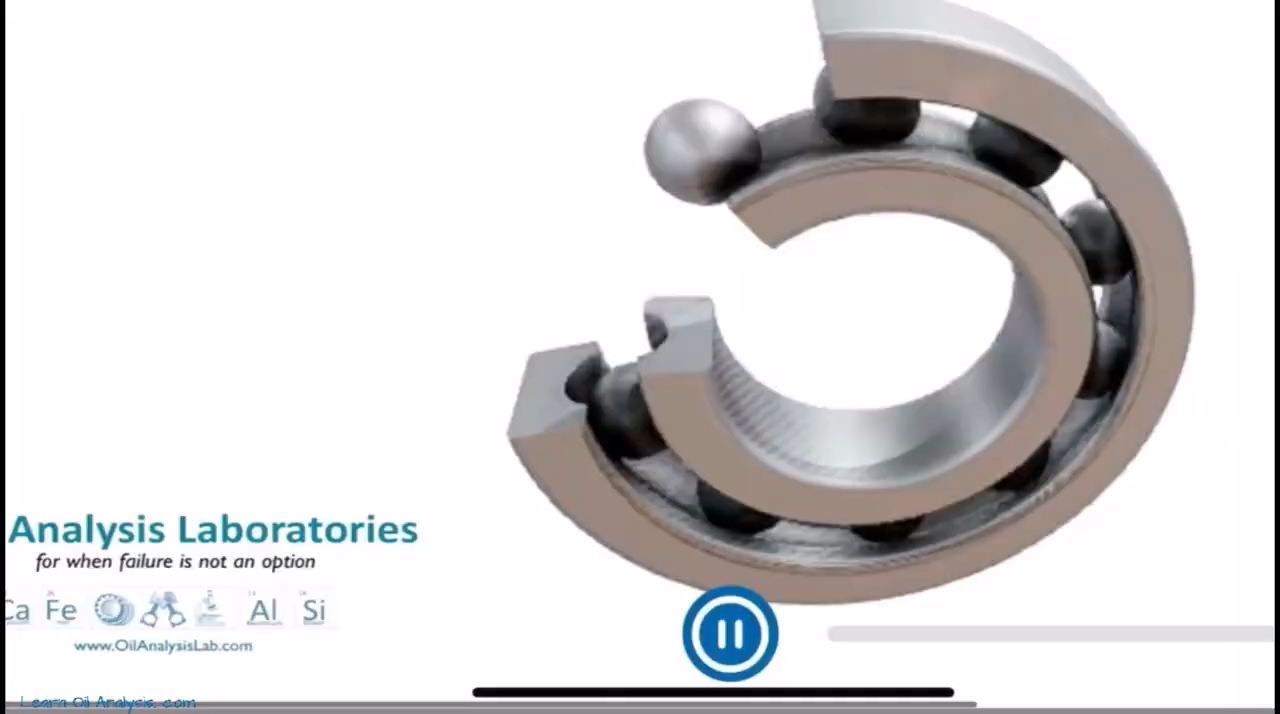 Analysis Laboratories
for when failure is not an option
Ca Fe Al Si
www.OilAnalysisLab.com
Learn Oil Analysis. com